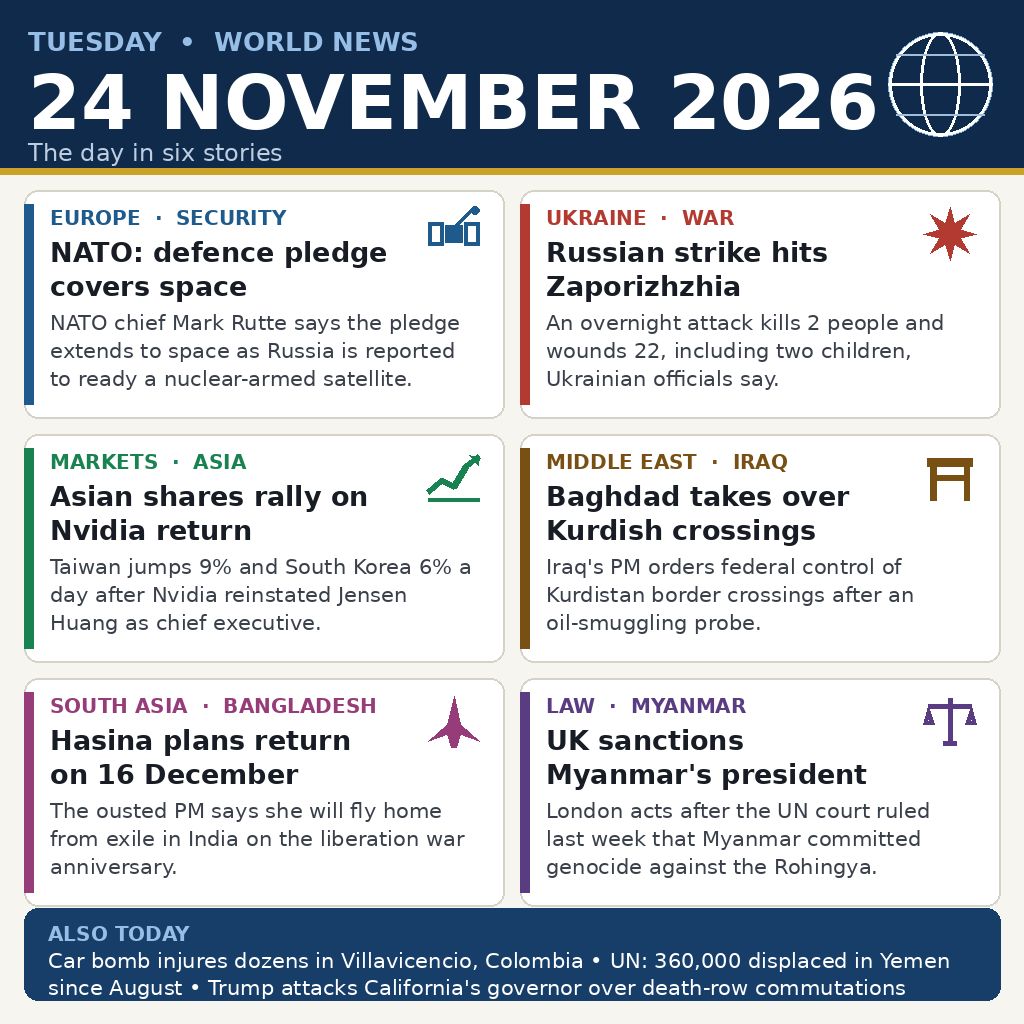 TUESDAY • WORLD NEWS
24 NOVEMBER 2026
The day in six stories
EUROPE · SECURITY
NATO: defence pledge
covers space
NATO chief Mark Rutte says the pledge
extends to space as Russia is reported
to ready a nuclear-armed satellite.
UKRAINE · WAR
Russian strike hits
Zaporizhzhia
An overnight attack kills 2 people and
wounds 22, including two children,
Ukrainian officials say.
MARKETS · ASIA
Asian shares rally on
Nvidia return
Taiwan jumps 9% and South Korea 6% a
day after Nvidia reinstated Jensen
Huang as chief executive.
MIDDLE EAST · IRAQ
Baghdad takes over
Kurdish crossings
Iraq's PM orders federal control of
Kurdistan border crossings after an
oil-smuggling probe.
SOUTH ASIA · BANGLADESH
Hasina plans return
on 16 December
The ousted PM says she will fly home
from exile in India on the liberation war
anniversary.
LAW · MYANMAR
UK sanctions
Myanmar's president
London acts after the UN court ruled
last week that Myanmar committed
genocide against the Rohingya.
ALSO TODAY
Car bomb injures dozens in Villavicencio, Colombia • UN: 360,000 displaced in Yemen
since August • Trump attacks California's governor over death-row commutations